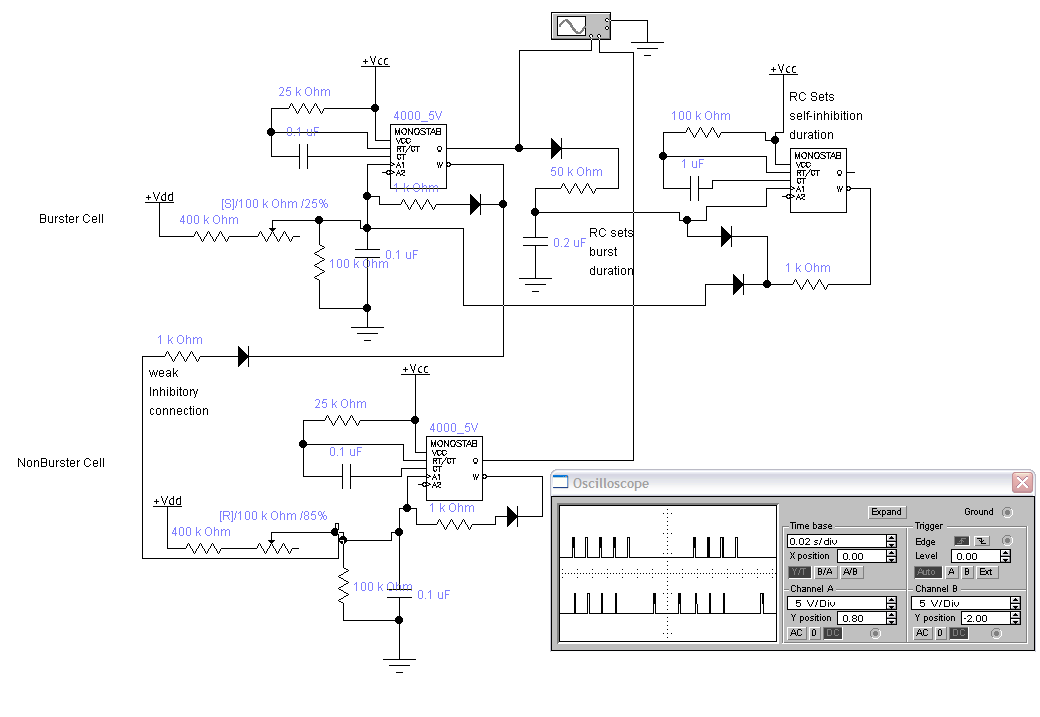 +Vcc
25 k Ohm
0.1 uF
4000_5V
MONOSTAB
VCC
RT/CT
CT
A1
A2
Q
W
1 k Ohm
+Vcc
RC Sets
self-inhibition
duration
100 k Ohm
1 uF
MONOSTAB
VCC
RT/CT
CT
A1
A2
Q
W
50 k Ohm
Burster Cell
+Vdd
400 k Ohm
[S]/100 k Ohm /25%
100 k Ohm
0.1 uF
0.2 uF
RC sets
burst
duration
1 k Ohm
1 k Ohm
weak
Inhibitory
connection
+Vcc
25 k Ohm
0.1 uF
4000_5V
MONOSTAB
VCC
RT/CT
CT
A1
A2
Q
W
1 k Ohm
NonBurster Cell
+Vdd
400 k Ohm
[R]/100 k Ohm /85%
100 k Ohm
0.1 uF
Oscilloscope
Expand
Ground
Time base
0.02 s/div
X position 0.00
Y/T B/A A/B
Trigger
Edge
Level 0.00
Auto A B Ext
Channel A
5 V/Div
Y position 0.80
AC 0 DC
Channel B
5 V/Div
Y position -2.00
AC 0 DC